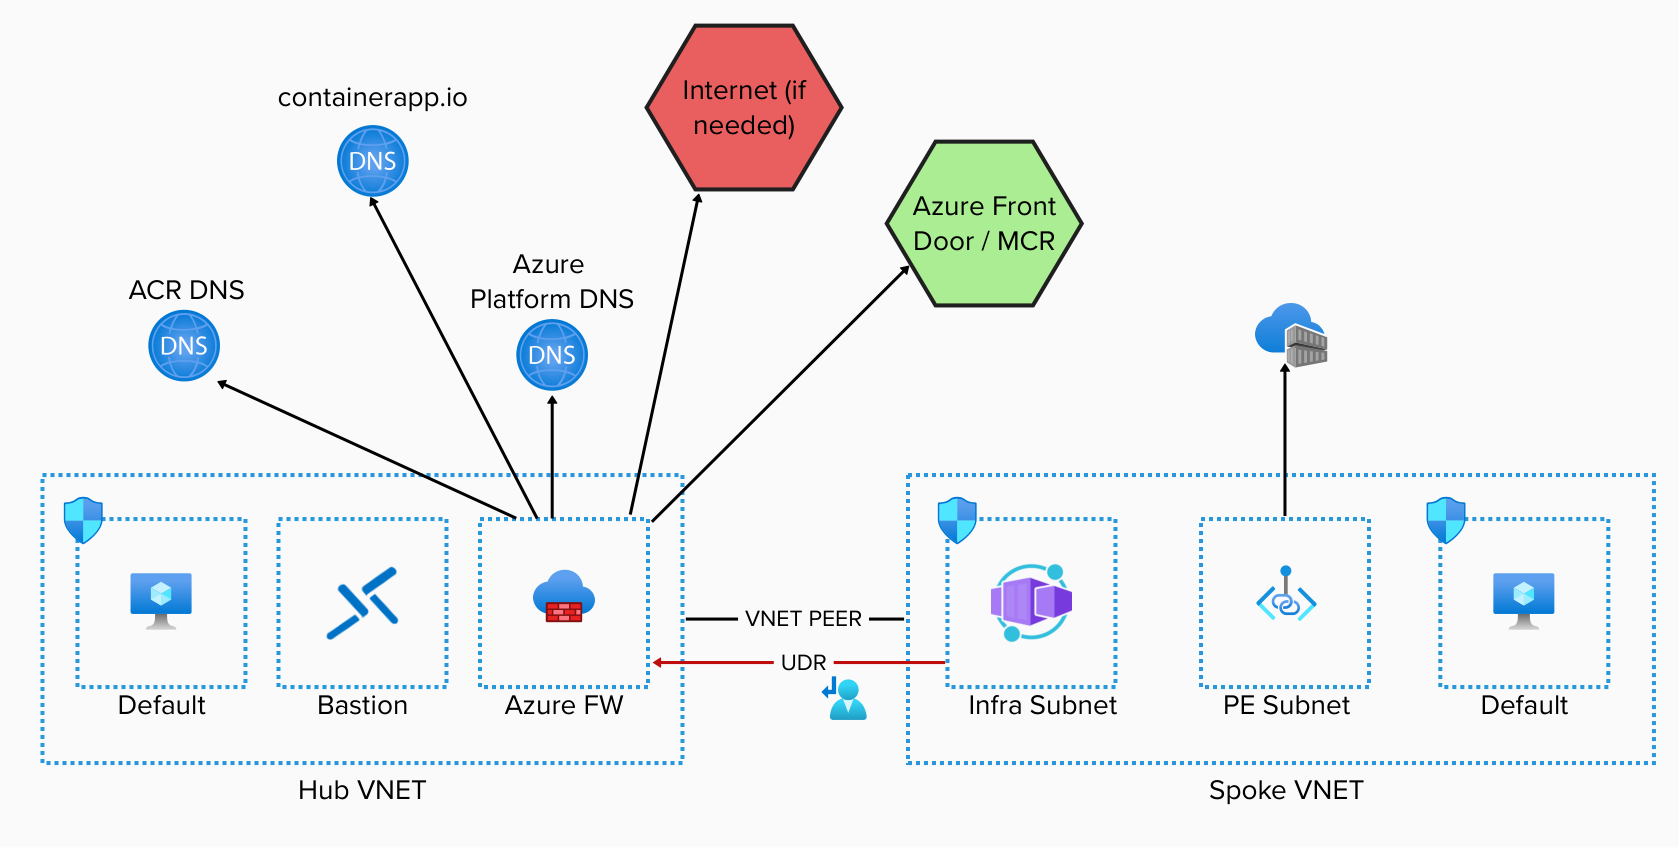 containerapp.io
DNS
Internet (if
needed)
Azure Front
Door / MCR
ACR DNS
DNS
Azure
Platform DNS
DNS
VNET PEER
UDR
Default
Bastion
Azure FW
Infra Subnet
PE Subnet
Default
Hub VNET
Spoke VNET